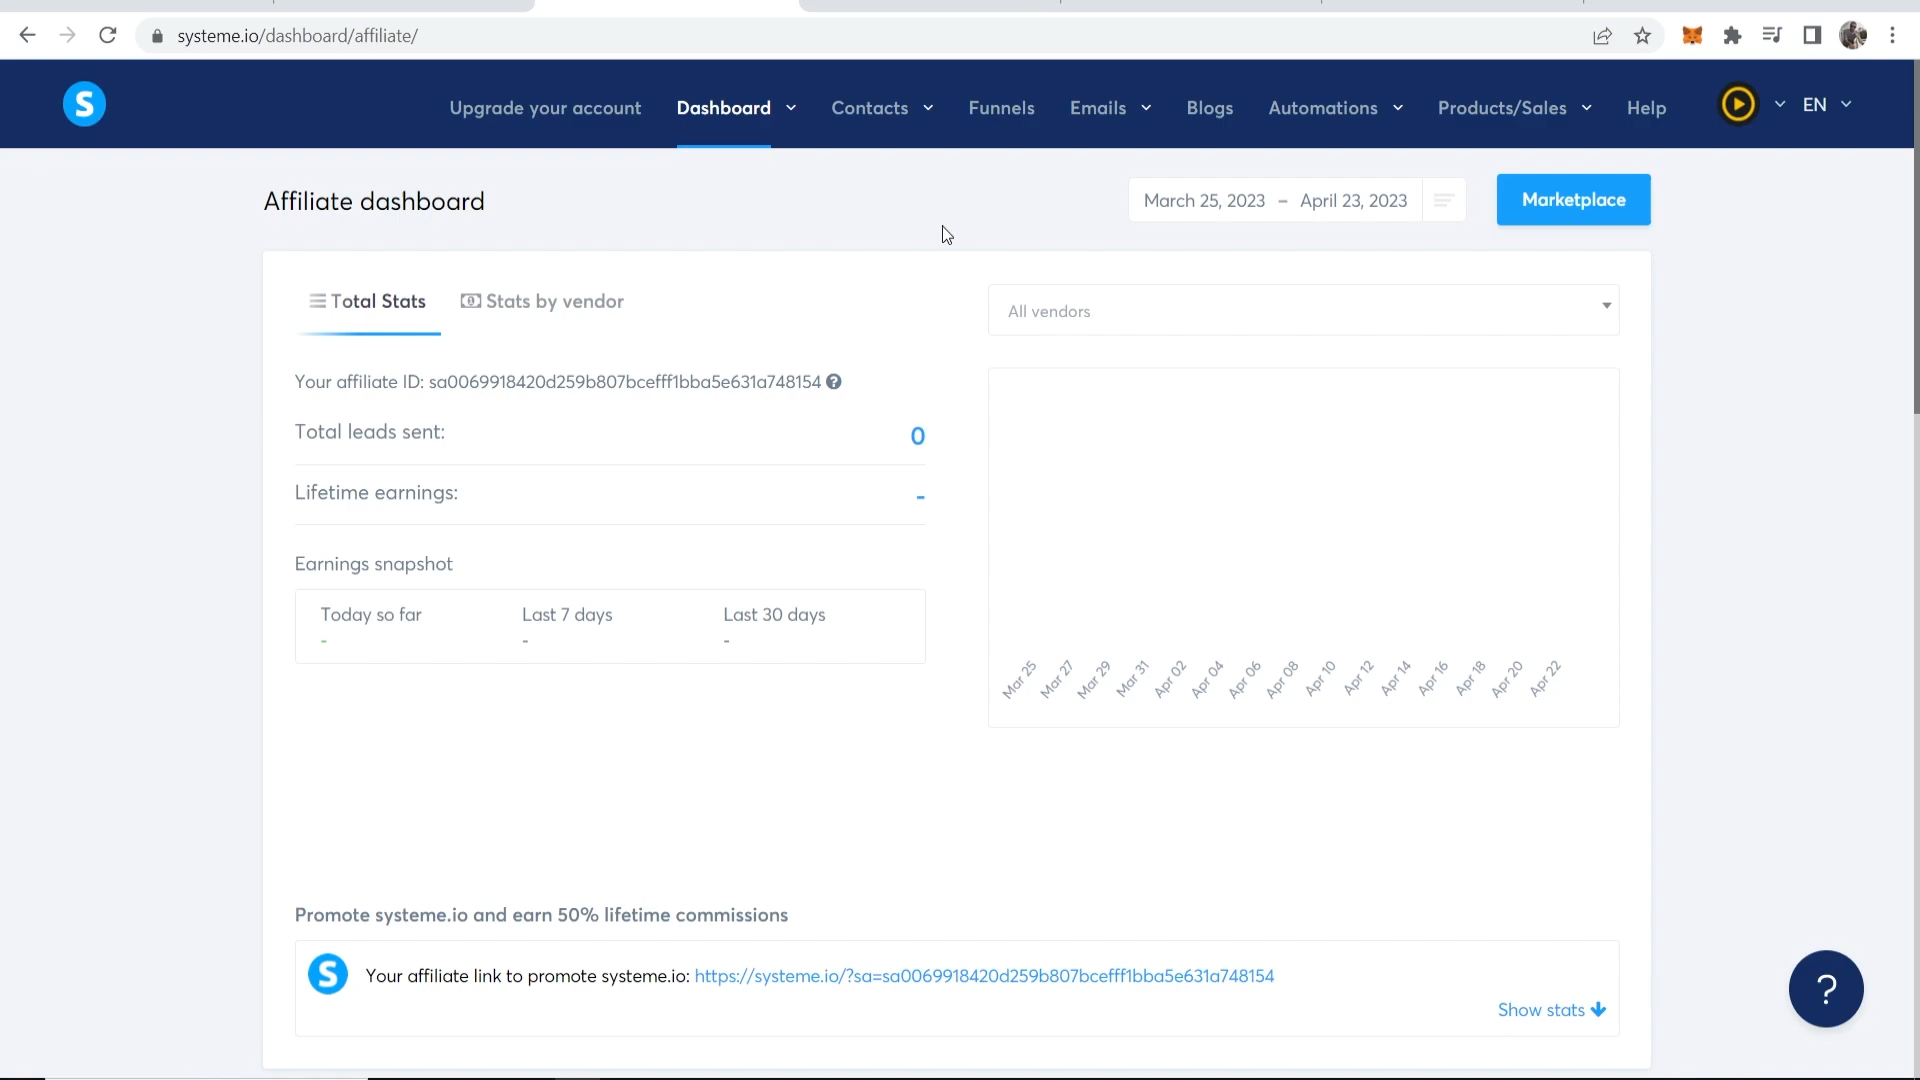 systeme.io/dashboard/affiliate/
S
Upgrade your account
Dashboard
Contacts
Funnels
Emails
Blogs
Automations
Products/Sales
Help
EN
Affiliate dashboard
March 25, 2023 – April 23, 2023
Marketplace
Total Stats
Stats by vendor
All vendors
Your affiliate ID: sa0069918420d259b807bcefff1bba5e631a748154
Total leads sent:
0
Lifetime earnings:
-
Earnings snapshot
Today so far
Last 7 days
Last 30 days
-
-
-
Mar 25
Mar 27
Mar 29
Mar 31
Apr 02
Apr 04
Apr 06
Apr 08
Apr 10
Apr 12
Apr 14
Apr 16
Apr 18
Apr 20
Apr 22
Promote systeme.io and earn 50% lifetime commissions
S
Your affiliate link to promote systeme.io: https://systeme.io/?sa=sa0069918420d259b807bcefff1bba5e631a748154
Show stats
?